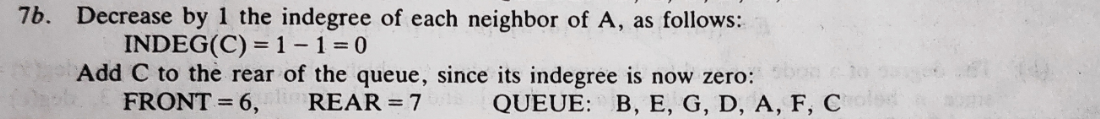 7b. Decrease by 1 the indegree of each neighbor of A, as follows:
INDEG(C) = 1 – 1 = 0
Add C to the rear of the queue, since its indegree is now zero:
FRONT = 6, REAR = 7 QUEUE: B, E, G, D, A, F, C